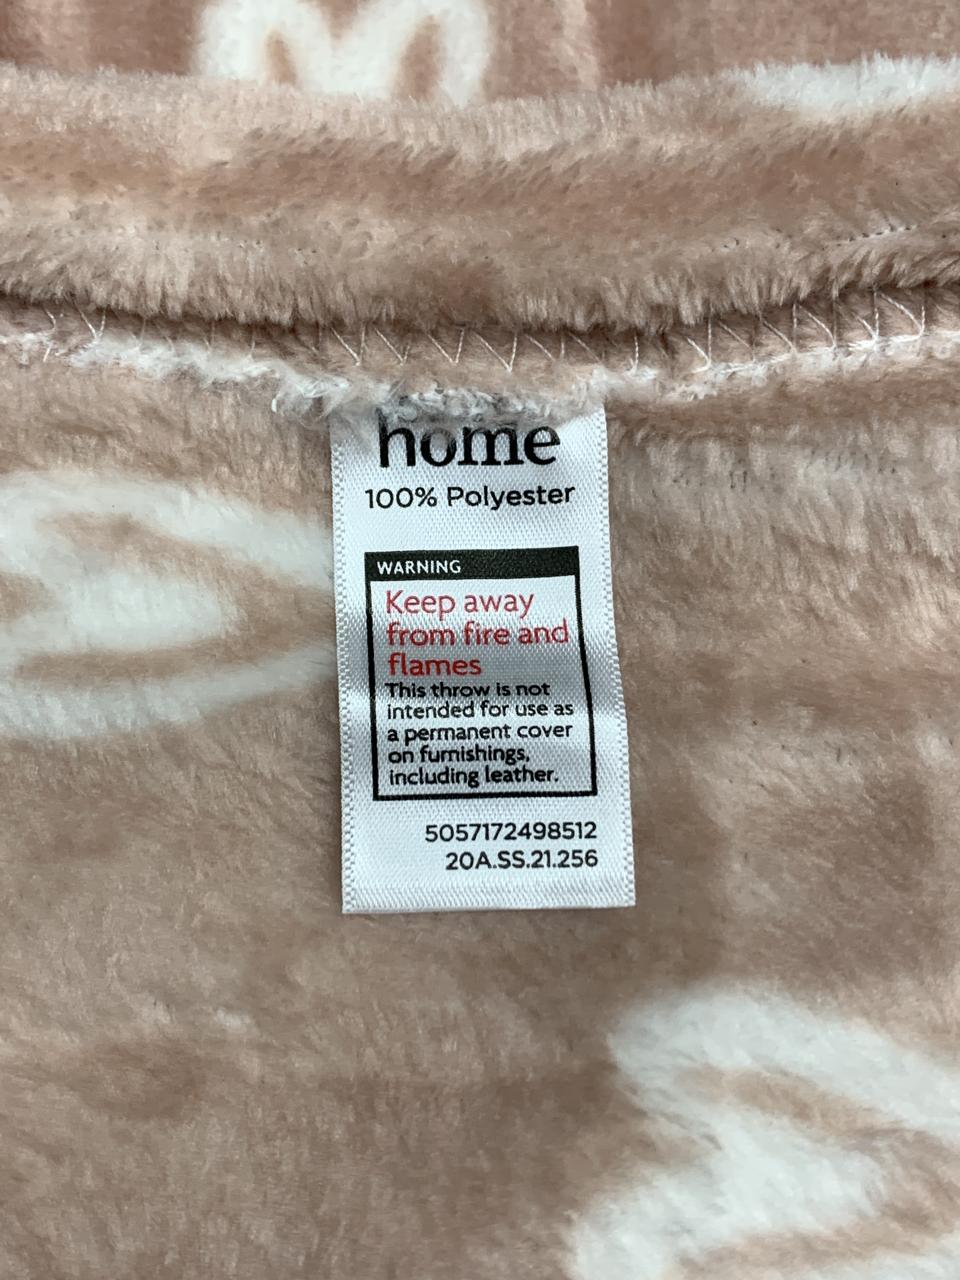 home
100% Polyester
WARNING
Keep away
from fire and
flames
This throw is not
intended for use as
a permanent cover
on furnishings,
including leather.
5057172498512
20A.SS.21.256